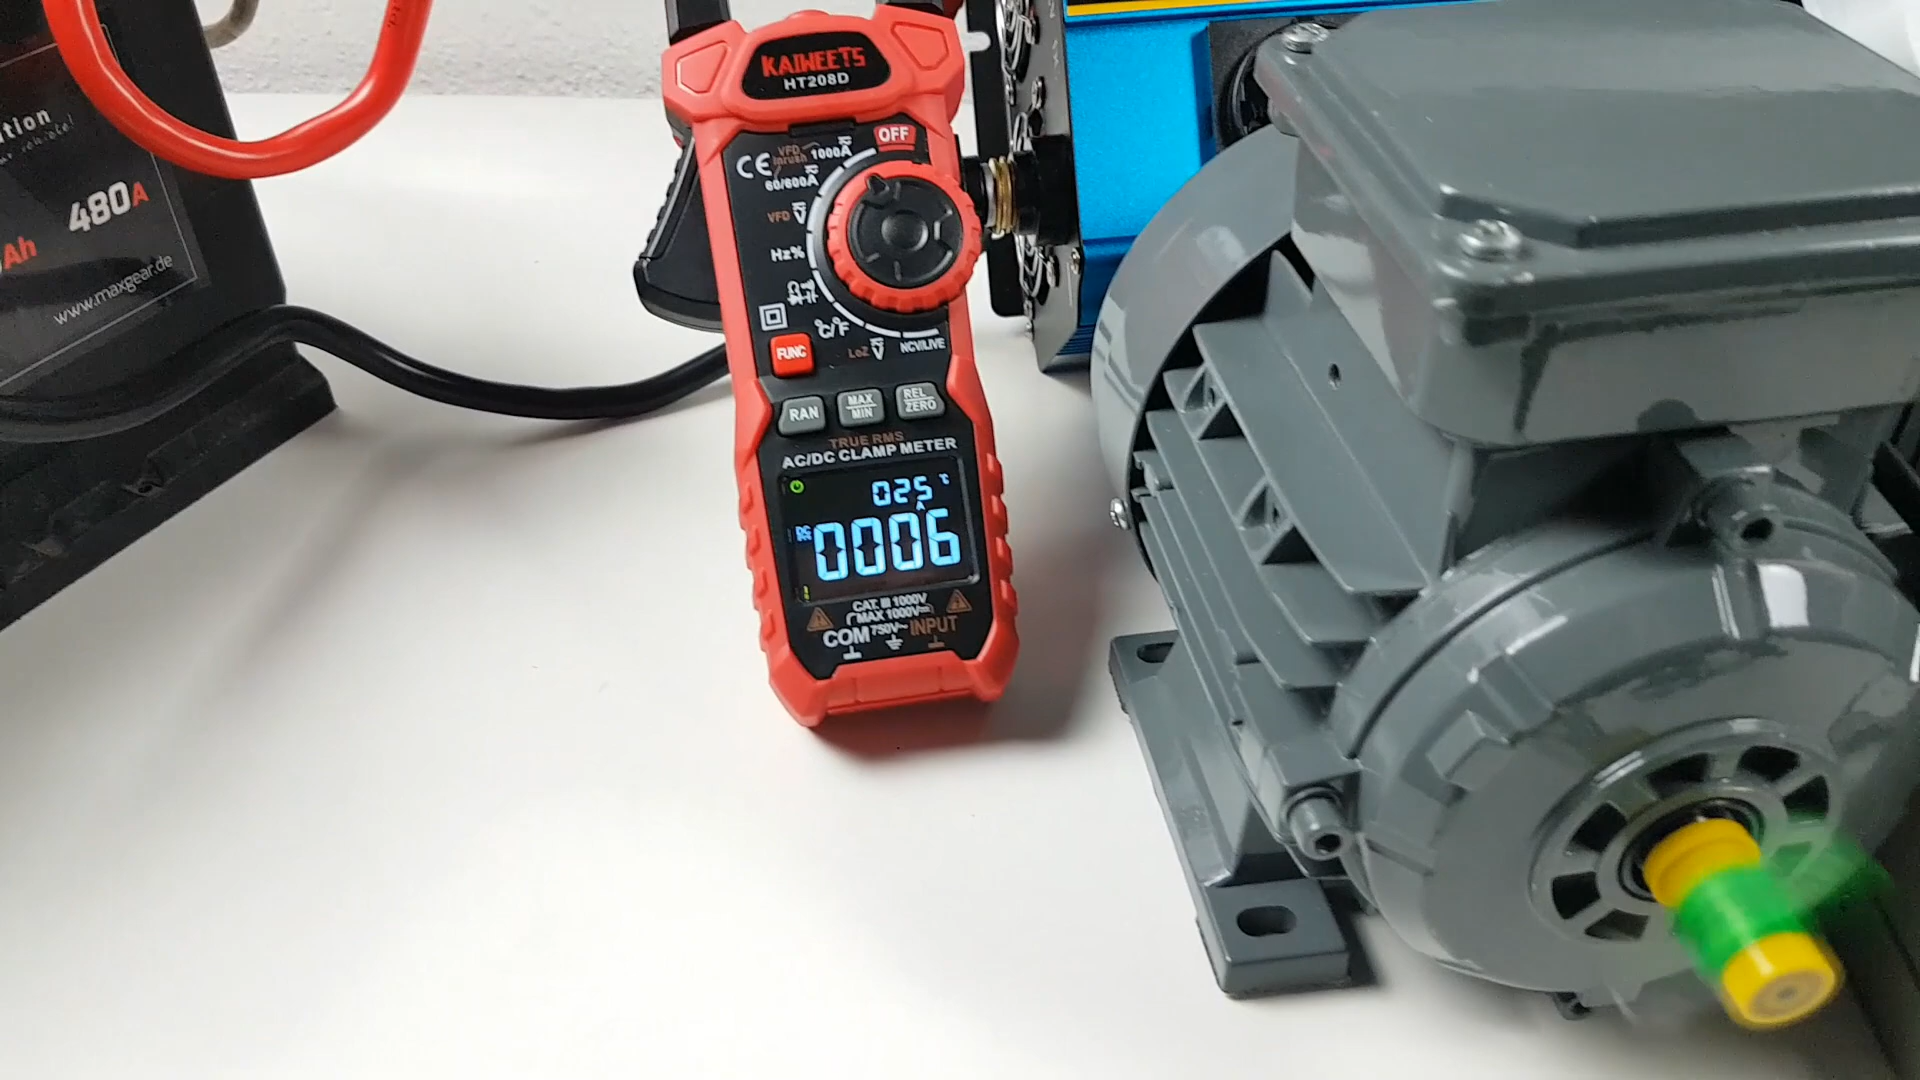 ition
480A
Ah
www.maxgear.de
KAIWEETS
HT208D
OFF
CE
VFD
Inrush
1000A
60/600A
VFD V
Hz%
°C/°F
LoZ V
NCV/LIVE
FUNC
RAN
MAX
MIN
REL
ZERO
TRUE RMS
AC/DC CLAMP METER
025 °C
A
DC
0006
CAT. III 1000V
MAX 1000V
COM 750V~ INPUT